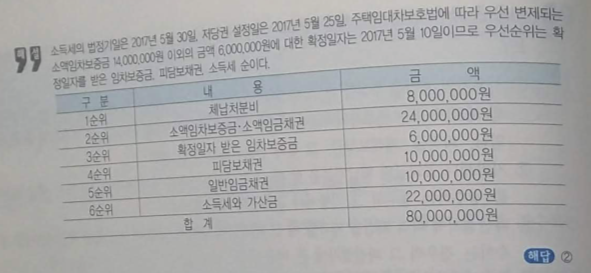 소득세의 법정기일은 2017년 5월 30일, 저당권 설정일은 2017년 5월 25일, 주택임대차보호법에 따라 우선 변제되는
소액임차보증금 14,000,000원 이외의 금액 6,000,000원에 대한 확정일자는 2017년 5월 10일이므로 우선순위는 확
정일자를 받은 임차보증금, 피담보채권, 소득세 순이다.
구 분 내 용 금 액
1순위 체납처분비 8,000,000원
2순위 소액임차보증금·소액임금채권 24,000,000원
3순위 확정일자 받은 임차보증금 6,000,000원
4순위 피담보채권 10,000,000원
5순위 일반임금채권 10,000,000원
6순위 소득세와 가산금 22,000,000원
합 계 80,000,000원
해답 ②